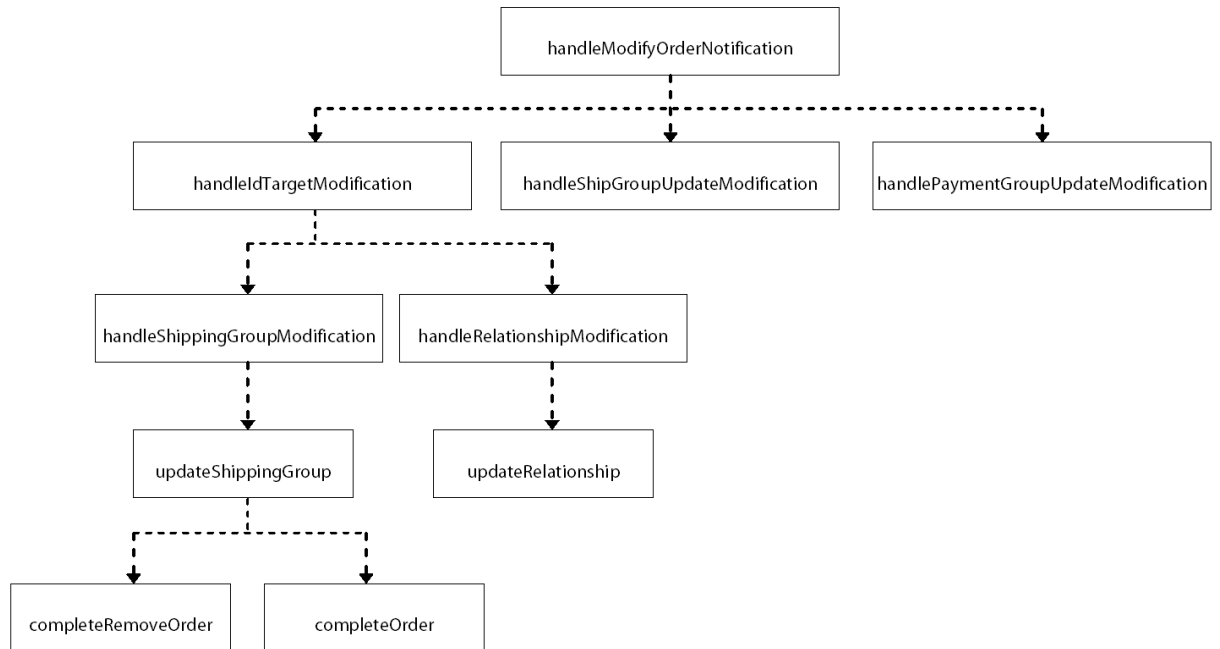 handleModifyOrderNotification
handleIdTargetModification
handleShipGroupUpdateModification
handlePaymentGroupUpdateModification
handleShippingGroupModification
handleRelationshipModification
updateShippingGroup
updateRelationship
completeRemoveOrder
completeOrder